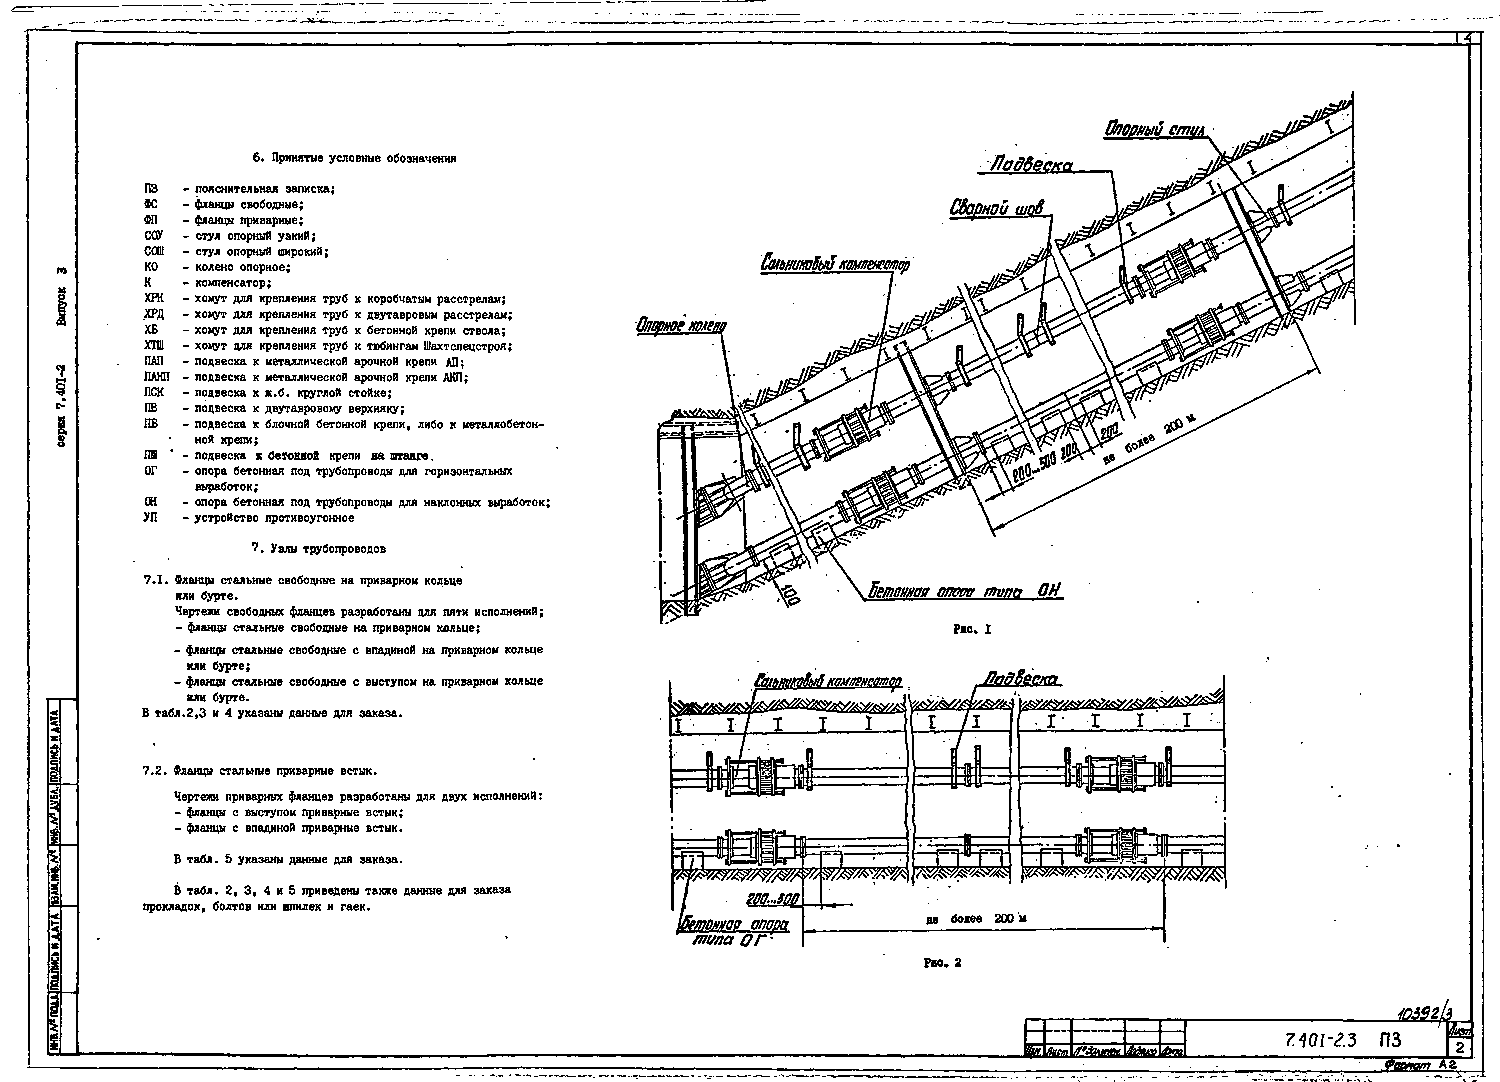 4
6. Принятые условные обозначения
ПЗ - пояснительная записка;
ФС - фланцы свободные;
ФП - фланцы приварные;
СОУ - стул опорный узкий;
СОШ - стул опорный широкий;
КО - колено опорное;
К - компенсатор;
ХРК - хомут для крепления труб к коробчатым расстрелам;
ХРД - хомут для крепления труб к двутавровым расстрелам;
ХБ - хомут для крепления труб к бетонной крепи ствола;
ХТШ - хомут для крепления труб к тюбингам Шахтспецстроя;
ПАП - подвеска к металлической арочной крепи АП;
ПАКП - подвеска к металлической арочной крепи АКП;
ПСК - подвеска к ж.б. круглой стойке;
ПВ - подвеска к двутавровому верхняку;
ПБ - подвеска к блочной бетонной крепи, либо к металлобетон-
ной крепи;
ПШ - подвеска к бетонной крепи на штанге.
ОГ - опора бетонная под трубопроводы для горизонтальных
выработок;
ОН - опора бетонная под трубопроводы для наклонных выработок;
УП - устройство противоугонное
7. Узлы трубопроводов
7.1. Фланцы стальные свободные на приварном кольце
или бурте.
Чертежи свободных фланцев разработаны для пяти исполнений;
- фланцы стальные свободные на приварном кольце;
- фланцы стальные свободные с впадиной на приварном кольце
или бурте;
- фланцы стальные свободные с выступом на приварном кольце
или бурте.
В табл.2,3 и 4 указаны данные для заказа.
7.2. Фланцы стальные приварные встык.
Чертежи приварных фланцев разработаны для двух исполнений:
- фланцы с выступом приварные встык;
- фланцы с впадиной приварные встык.
В табл. 5 указаны данные для заказа.
В табл. 2, 3, 4 и 5 приведены также данные для заказа
прокладок, болтов или шпилек и гаек.
Опорный стул
Подвеска
Сварной шов
Сальниковый компенсатор
Опорное колено
200...300
200
200
не более 200 м
100
Бетонная опора типа ОН
Рис. 1
Сальниковый компенсатор
Подвеска
200...300
не более 200 м
Бетонная опора
типа ОГ
Рис. 2
серия 7.401-2 Выпуск 3
ИНВ.№ ПОДЛ. ПОДПИСЬ И ДАТА ВЗАМ.ИНВ.№ ИНВ.№ ДУБЛ. ПОДПИСЬ И ДАТА
10392/3
Изм. Лист № докумен. Подпись Дата
7.401-2.3 ПЗ
Лист
2
Формат А2